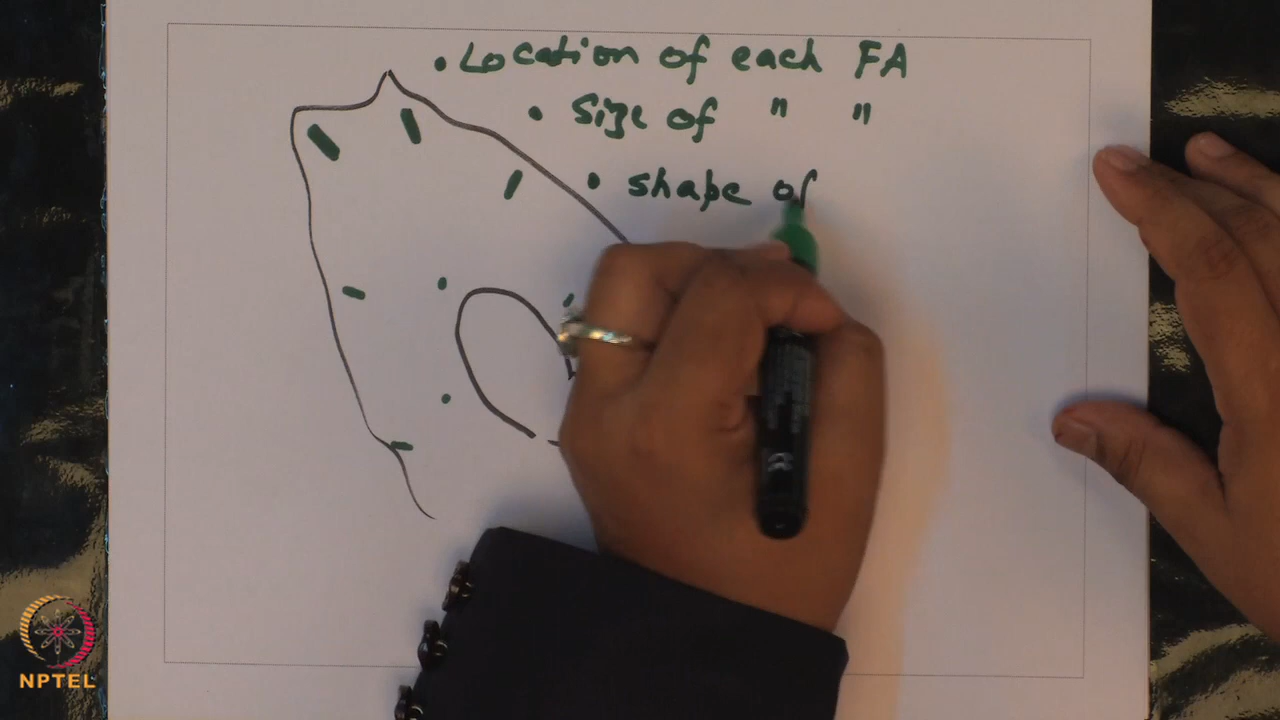 • Location of each FA
• Size of " "
• shape of
NPTEL